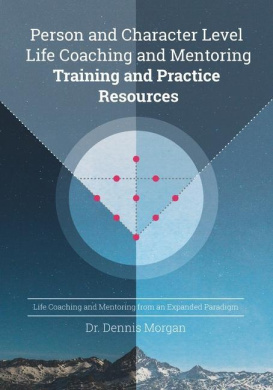 Person and Character Level
Life Coaching and Mentoring
Training and Practice
Resources
Life Coaching and Mentoring from an Expanded Paradigm
Dr. Dennis Morgan